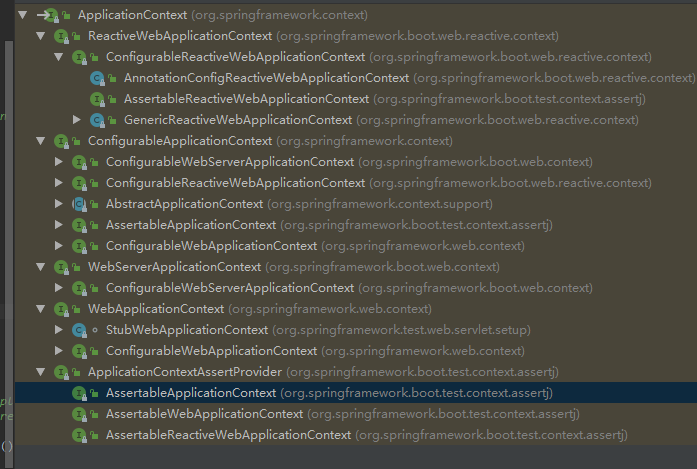 ApplicationContext (org.springframework.context)
ReactiveWebApplicationContext (org.springframework.boot.web.reactive.context)
ConfigurableReactiveWebApplicationContext (org.springframework.boot.web.reactive.context)
AnnotationConfigReactiveWebApplicationContext (org.springframework.boot.web.reactive.context)
AssertableReactiveWebApplicationContext (org.springframework.boot.test.context.assertj)
GenericReactiveWebApplicationContext (org.springframework.boot.web.reactive.context)
ConfigurableApplicationContext (org.springframework.context)
ConfigurableWebServerApplicationContext (org.springframework.boot.web.context)
ConfigurableReactiveWebApplicationContext (org.springframework.boot.web.reactive.context)
AbstractApplicationContext (org.springframework.context.support)
AssertableApplicationContext (org.springframework.boot.test.context.assertj)
ConfigurableWebApplicationContext (org.springframework.web.context)
WebServerApplicationContext (org.springframework.boot.web.context)
ConfigurableWebServerApplicationContext (org.springframework.boot.web.context)
WebApplicationContext (org.springframework.web.context)
StubWebApplicationContext (org.springframework.test.web.servlet.setup)
ConfigurableWebApplicationContext (org.springframework.web.context)
ApplicationContextAssertProvider (org.springframework.boot.test.context.assertj)
AssertableApplicationContext (org.springframework.boot.test.context.assertj)
AssertableWebApplicationContext (org.springframework.boot.test.context.assertj)
AssertableReactiveWebApplicationContext (org.springframework.boot.test.context.assertj)